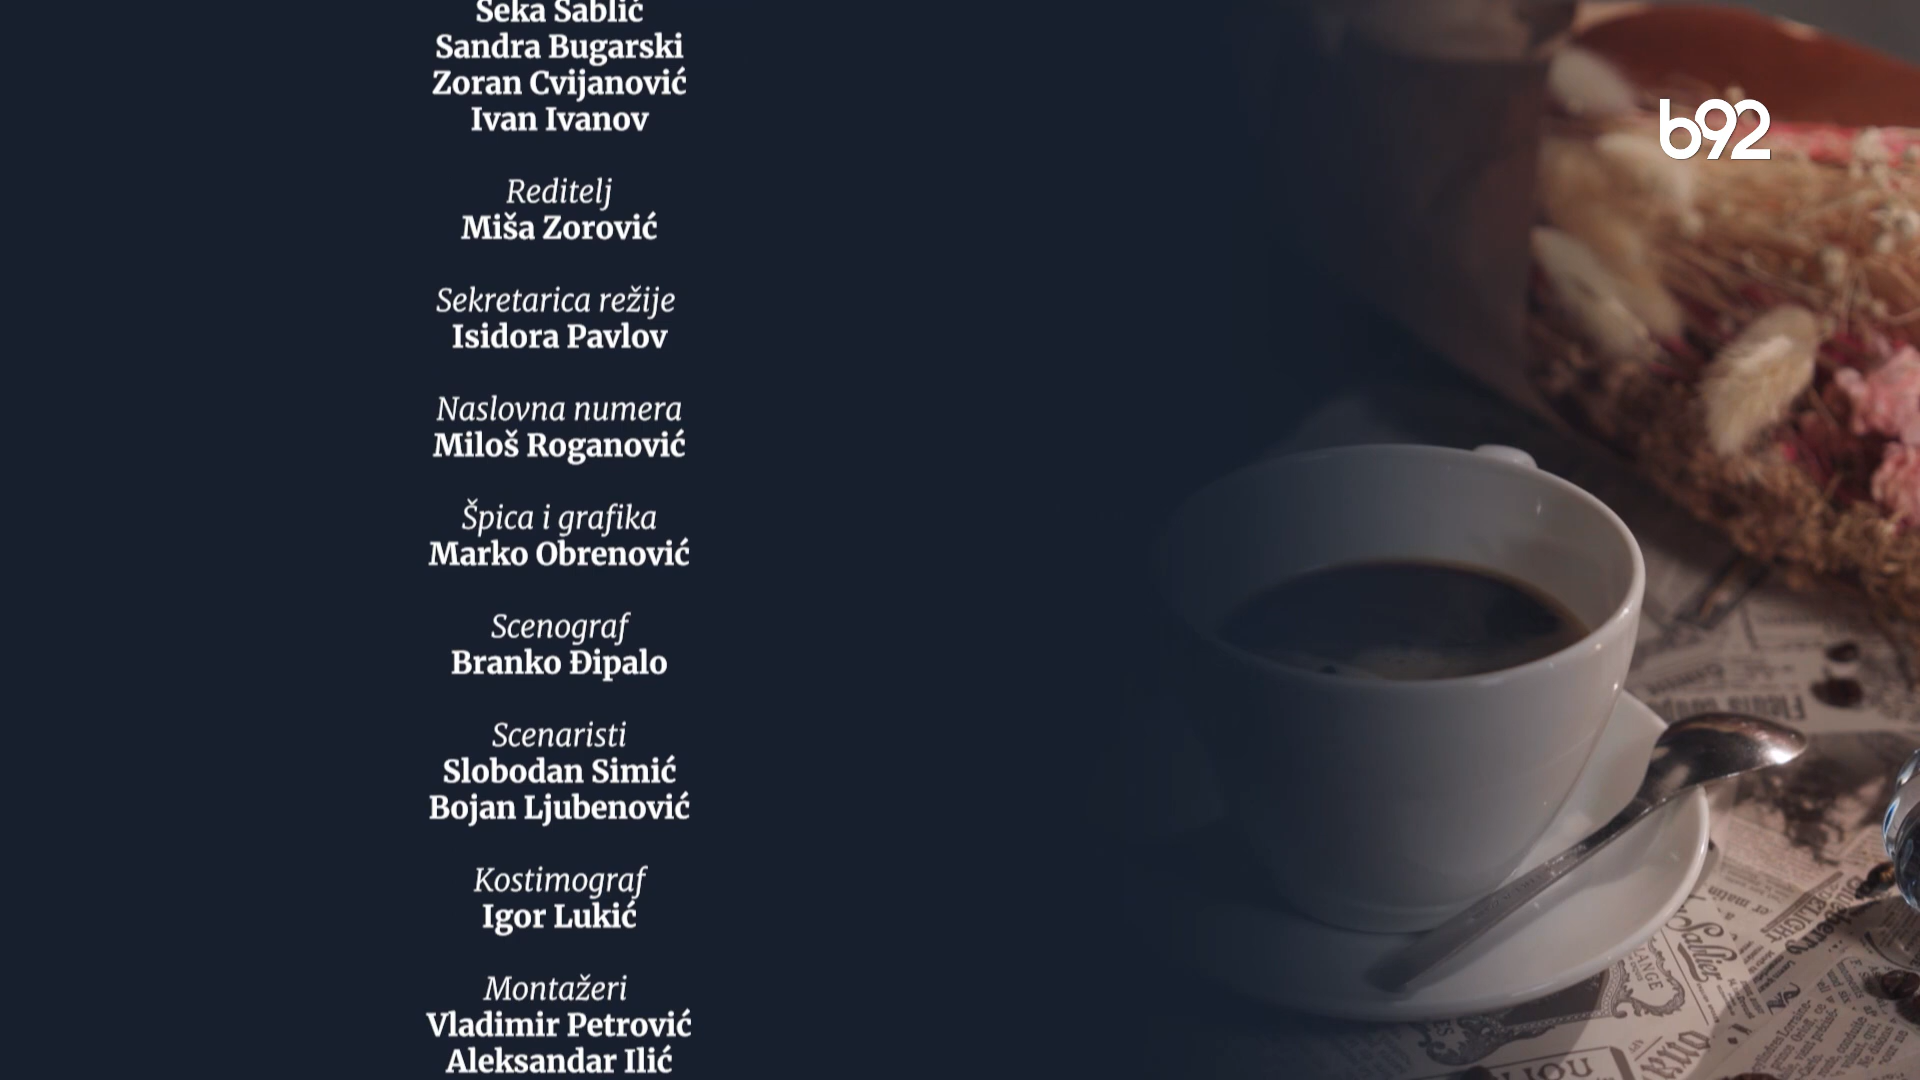 Seka Sablić
Sandra Bugarski
Zoran Cvijanović
Ivan Ivanov
Reditelj
Miša Zorović
Sekretarica režije
Isidora Pavlov
Naslovna numera
Miloš Roganović
Špica i grafika
Marko Obrenović
Scenograf
Branko Đipalo
Scenaristi
Slobodan Simić
Bojan Ljubenović
Kostimograf
Igor Lukić
Montažeri
Vladimir Petrović
Aleksandar Ilić
b92